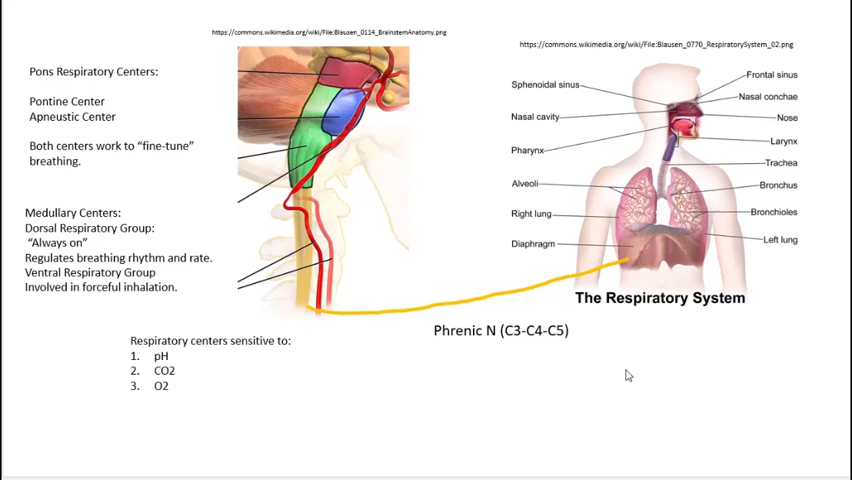 https://commons.wikimedia.org/wiki/File:Blausen_0114_BrainstemAnatomy.png
https://commons.wikimedia.org/wiki/File:Blausen_0770_RespiratorySystem_02.png
Pons Respiratory Centers:
Pontine Center
Apneustic Center
Both centers work to “fine-tune”
breathing.
Medullary Centers:
Dorsal Respiratory Group:
“Always on”
Regulates breathing rhythm and rate.
Ventral Respiratory Group
Involved in forceful inhalation.
Respiratory centers sensitive to:
1. pH
2. CO2
3. O2
Sphenoidal sinus
Nasal cavity
Pharynx
Alveoli
Right lung
Diaphragm
Frontal sinus
Nasal conchae
Nose
Larynx
Trachea
Bronchus
Bronchioles
Left lung
The Respiratory System
Phrenic N (C3-C4-C5)